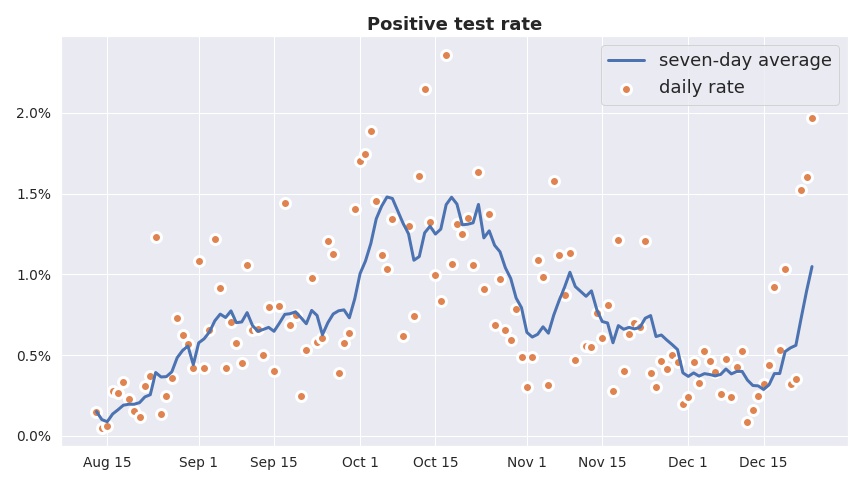 Positive test rate
seven-day average
daily rate
2.0%
1.5%
1.0%
0.5%
0.0%
Aug 15 Sep 1 Sep 15 Oct 1 Oct 15 Nov 1 Nov 15 Dec 1 Dec 15